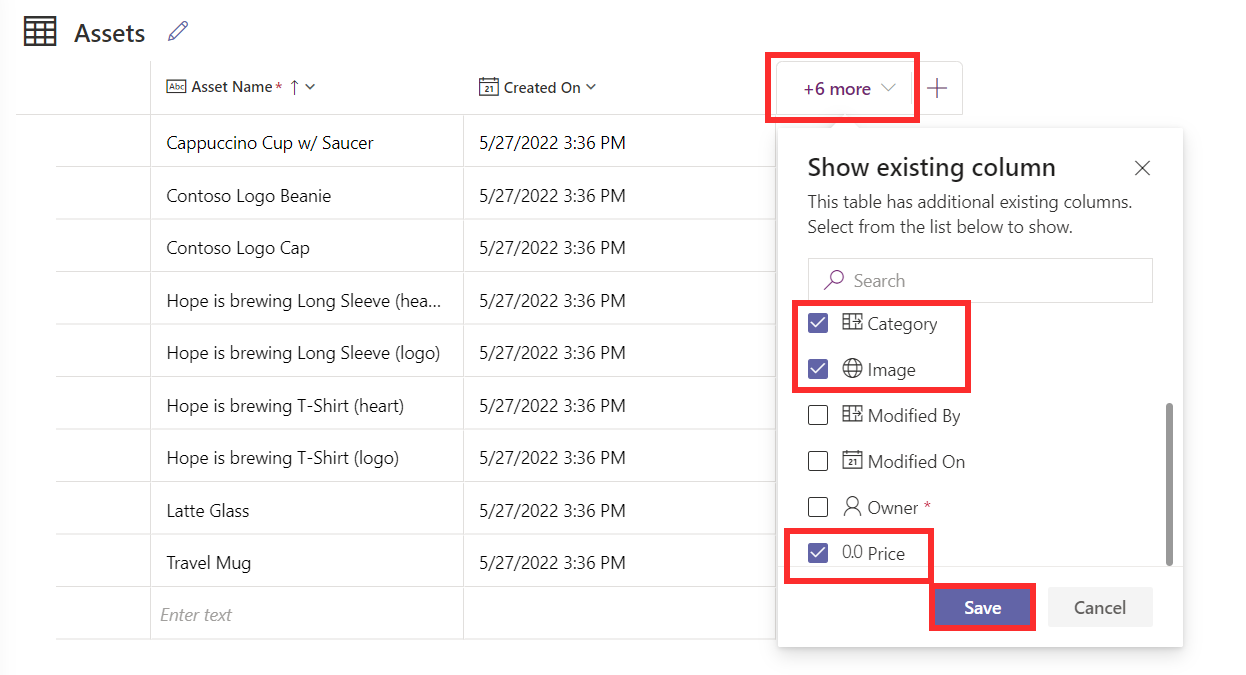 Assets
Abc Asset Name * ↑
21 Created On
+6 more
Cappuccino Cup w/ Saucer 5/27/2022 3:36 PM
Contoso Logo Beanie 5/27/2022 3:36 PM
Contoso Logo Cap 5/27/2022 3:36 PM
Hope is brewing Long Sleeve (hea... 5/27/2022 3:36 PM
Hope is brewing Long Sleeve (logo) 5/27/2022 3:36 PM
Hope is brewing T-Shirt (heart) 5/27/2022 3:36 PM
Hope is brewing T-Shirt (logo) 5/27/2022 3:36 PM
Latte Glass 5/27/2022 3:36 PM
Travel Mug 5/27/2022 3:36 PM
Enter text
Show existing column
This table has additional existing columns.
Select from the list below to show.
Search
Category
Image
Modified By
21 Modified On
Owner *
0.0 Price
Save
Cancel